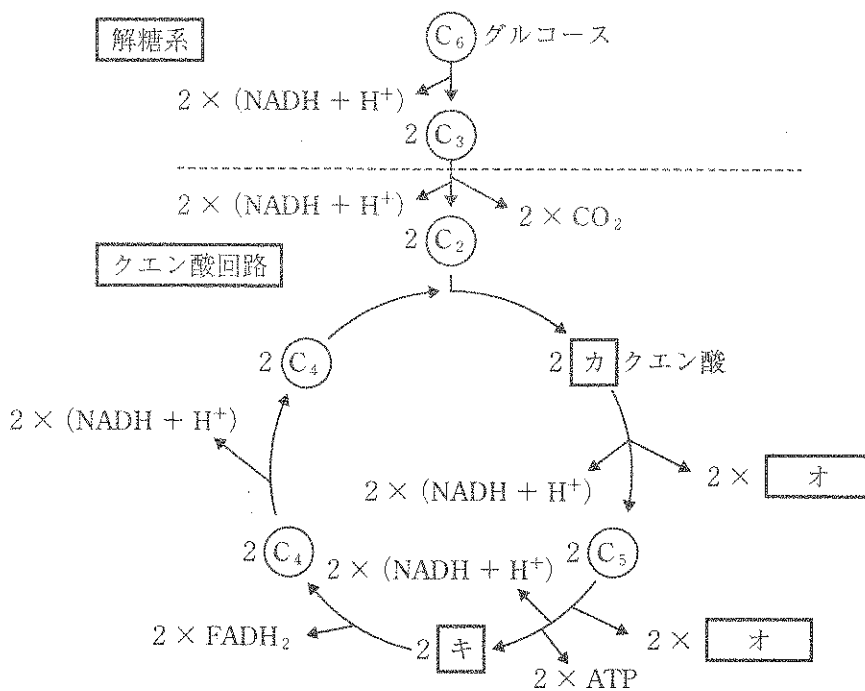 解糖系
C₆ グルコース
2 × (NADH + H⁺)
2 C₃
2 × (NADH + H⁺)
2 × CO₂
2 C₂
クエン酸回路
2 C₄
2 カ クエン酸
2 × (NADH + H⁺)
2 × (NADH + H⁺)
2 × オ
2 C₄
2 × (NADH + H⁺)
2 C₅
2 × FADH₂
2 キ
2 × オ
2 × ATP